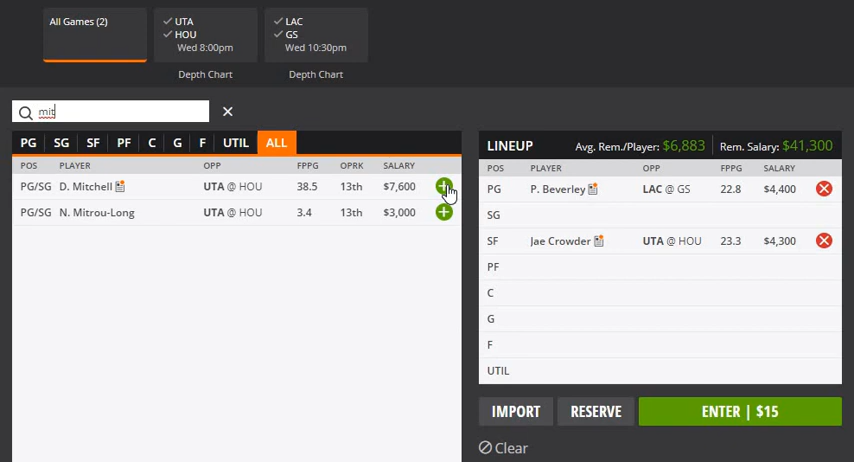 All Games (2)
UTA
HOU
Wed 8:00pm
Depth Chart
LAC
GS
Wed 10:30pm
Depth Chart
mit
PG SG SF PF C G F UTIL ALL
POS PLAYER OPP FPPG OPRK SALARY
PG/SG D. Mitchell UTA @ HOU 38.5 13th $7,600
PG/SG N. Mitrou-Long UTA @ HOU 3.4 13th $3,000
LINEUP Avg. Rem./Player: $6,883 Rem. Salary: $41,300
POS PLAYER OPP FPPG SALARY
PG P. Beverley LAC @ GS 22.8 $4,400
SG
SF Jae Crowder UTA @ HOU 23.3 $4,300
PF
C
G
F
UTIL
IMPORT RESERVE ENTER | $15
Clear